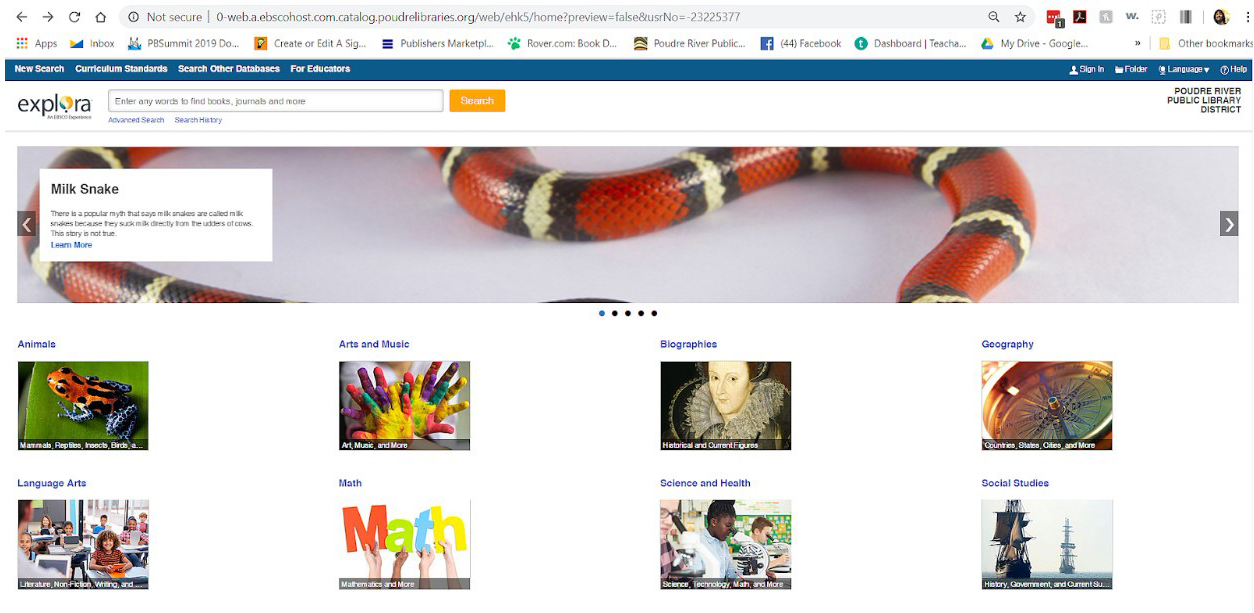 Not secure | 0-web.a.ebscohost.com.catalog.poudrelibraries.org/web/ehk5/home?preview=false&usrNo=-23225377
1
W.
Apps Inbox PBSummit 2019 Do... Create or Edit A Sig... Publishers Marketpl... Rover.com: Book D... Poudre River Public... (44) Facebook Dashboard | Teacha... My Drive - Google... » Other bookmarks
New Search Curriculum Standards Search Other Databases For Educators Sign In Folder Language Help
explora
An EBSCO Experience
Enter any words to find books, journals and more
Search
Advanced Search Search History
POUDRE RIVER
PUBLIC LIBRARY
DISTRICT
Milk Snake
There is a popular myth that says milk snakes are called milk
snakes because they suck milk directly from the udders of cows.
This story is not true.
Learn More
Animals Arts and Music Biographies Geography
Mammals, Reptiles, Insects, Birds, a... Art, Music, and More Historical and Current Figures Countries, States, Cities, and More
Language Arts Math Science and Health Social Studies
Math
Literature, Non-Fiction, Writing, and ... Mathematics and More Science, Technology, Math, and More History, Government, and Current Su...